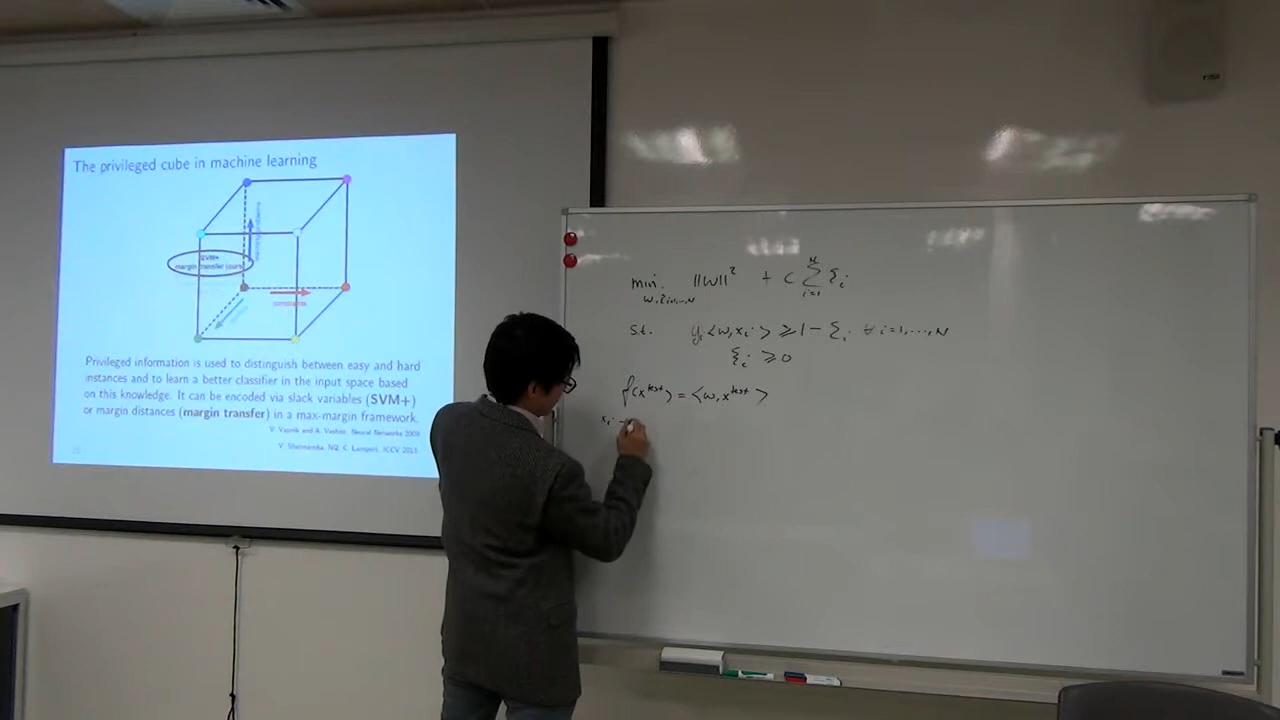 The privileged cube in machine learning
SVM+
margin transfer (ours)
constraints
Privileged information is used to distinguish between easy and hard
instances and to learn a better classifier in the input space based
on this knowledge. It can be encoded via slack variables (SVM+)
or margin distances (margin transfer) in a max-margin framework.
V. Vapnik and A. Vashist. Neural Networks 2009
V. Sharmanska, NQ, C. Lampert. ICCV 2013
min. ||w||² + C Σ ξᵢ
N
i=1
s.t. yᵢ<w, xᵢ> ≥ 1 - ξᵢ ∀ i=1,...,N
ξᵢ ≥ 0
f(x^test) = <w, x^test>
xᵢ